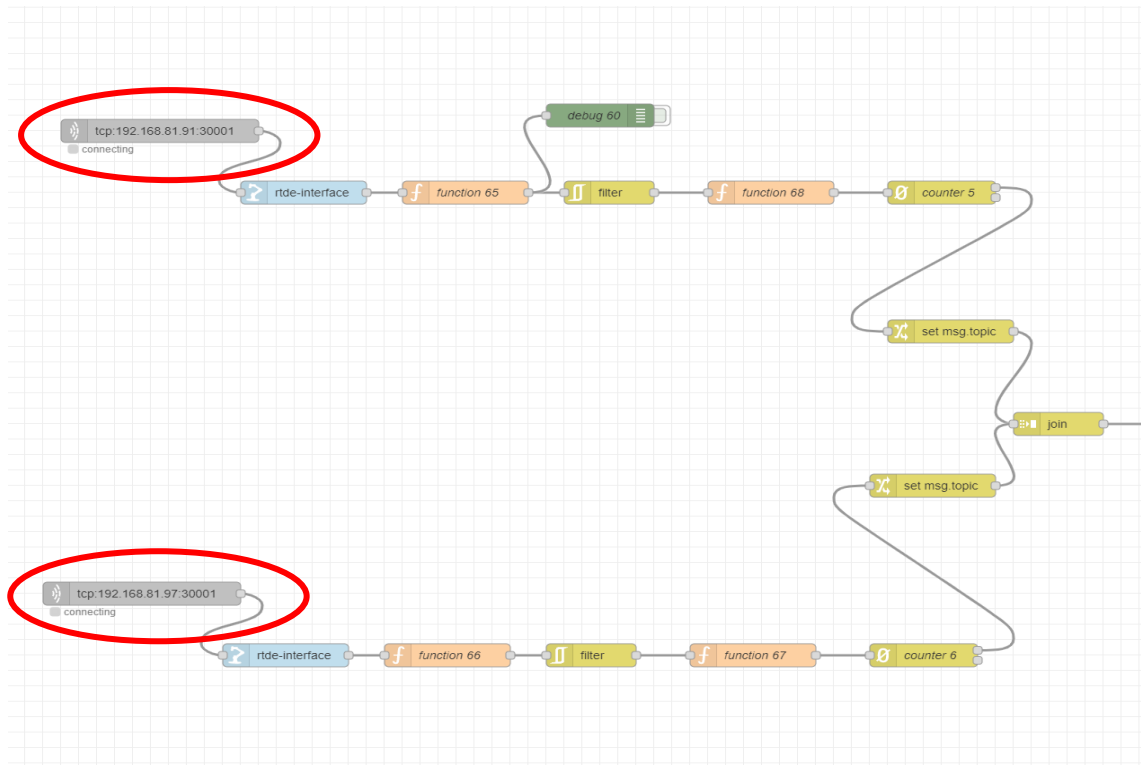 debug 60
tcp:192.168.81.91:30001
connecting
rtde-interface
function 65
filter
function 68
counter 5
set msg.topic
join
set msg.topic
tcp:192.168.81.97:30001
connecting
rtde-interface
function 66
filter
function 67
counter 6